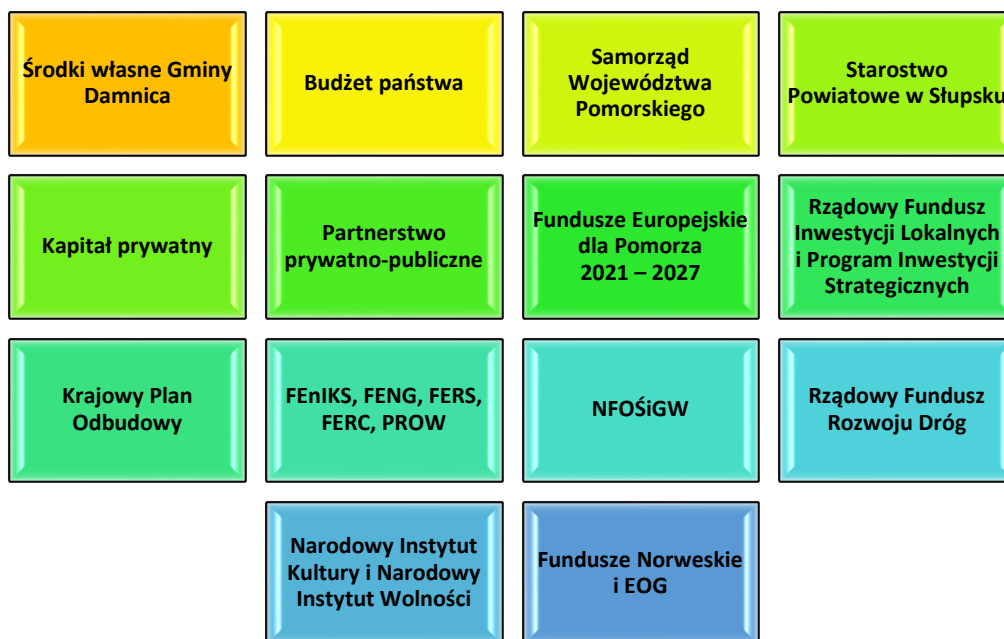 Środki własne Gminy
Damnica
Budżet państwa
Samorząd
Województwa
Pomorskiego
Starostwo
Powiatowe w Słupsku
Kapitał prywatny
Partnerstwo
prywatno-publiczne
Fundusze Europejskie
dla Pomorza
2021 – 2027
Rządowy Fundusz
Inwestycji Lokalnych
i Program Inwestycji
Strategicznych
Krajowy Plan
Odbudowy
FEnIKS, FENG, FERS,
FERC, PROW
NFOŚiGW
Rządowy Fundusz
Rozwoju Dróg
Narodowy Instytut
Kultury i Narodowy
Instytut Wolności
Fundusze Norweskie
i EOG